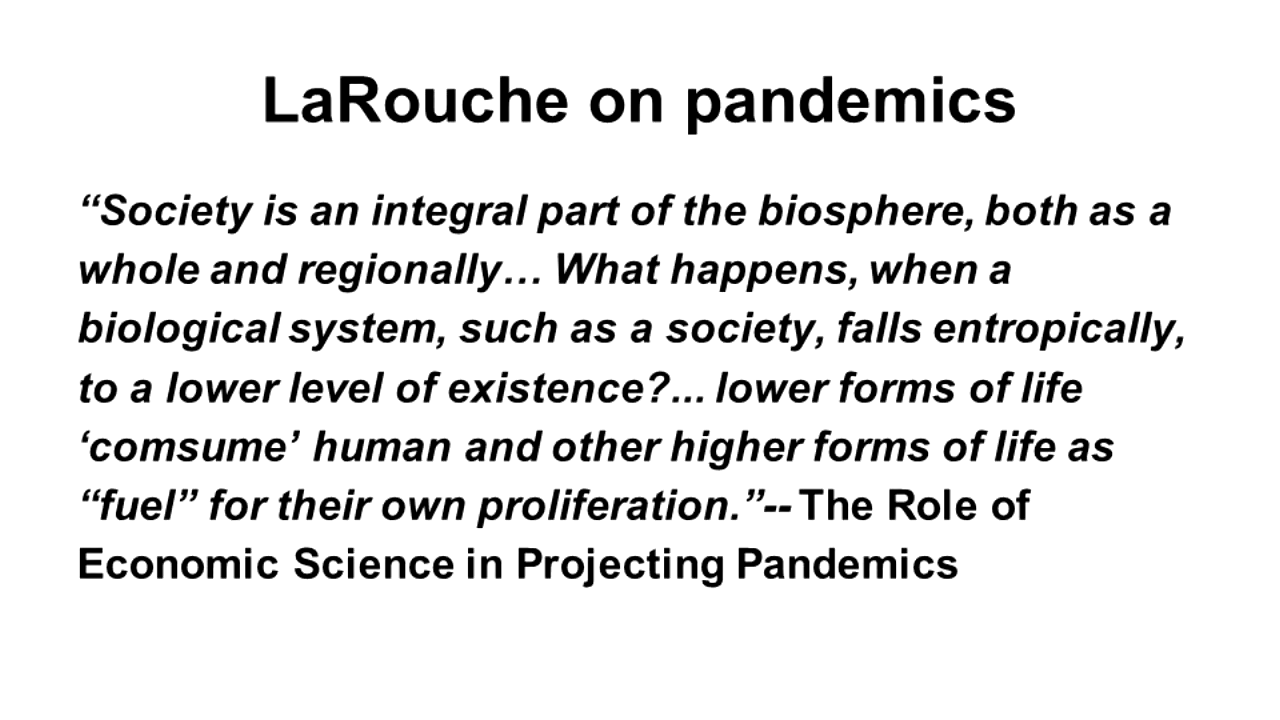 LaRouche on pandemics
“Society is an integral part of the biosphere, both as a
whole and regionally… What happens, when a
biological system, such as a society, falls entropically,
to a lower level of existence?... lower forms of life
‘comsume’ human and other higher forms of life as
“fuel” for their own proliferation.”-- The Role of
Economic Science in Projecting Pandemics